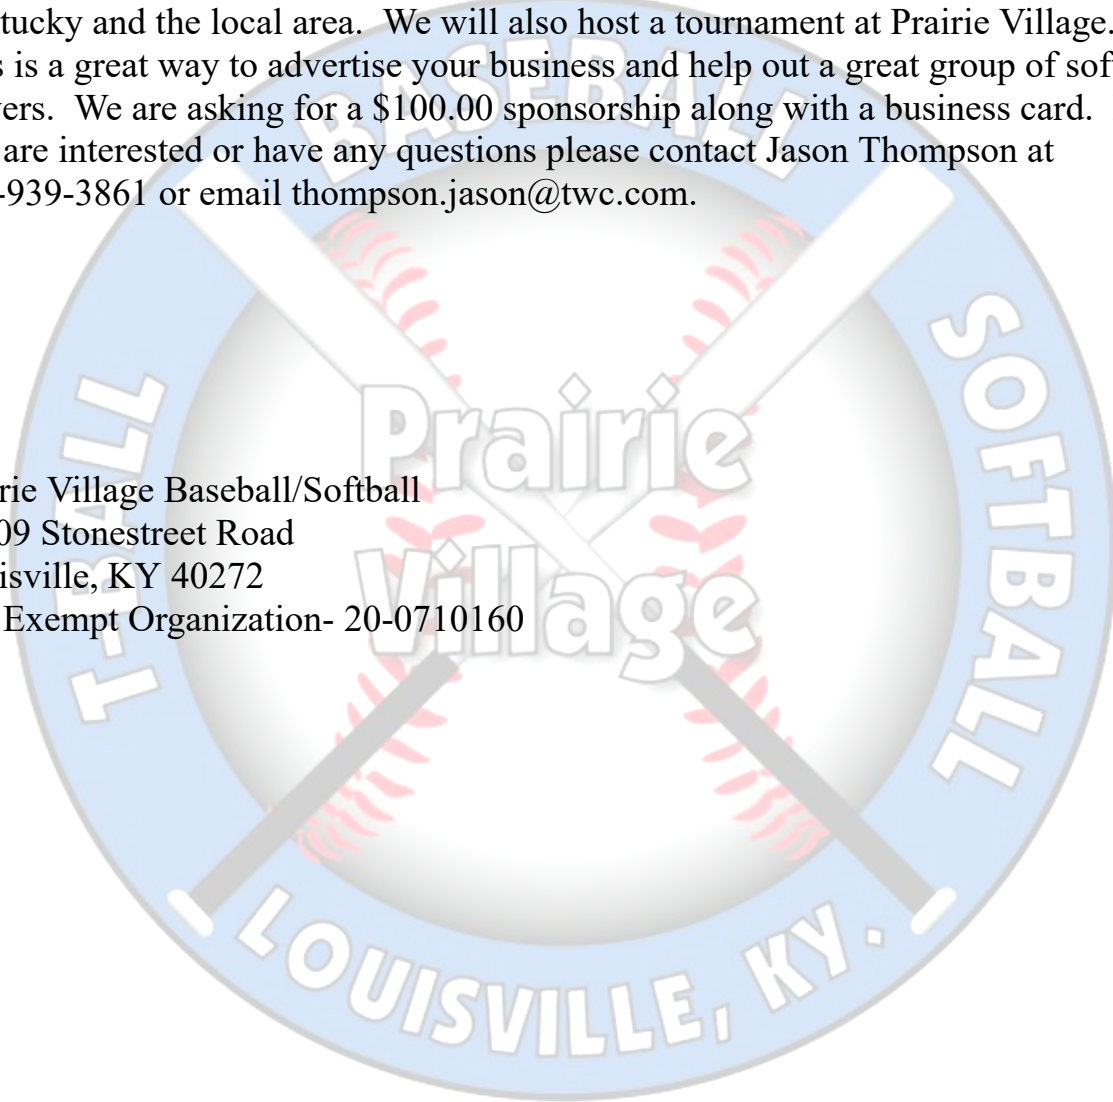 tucky and the local area.  We will also host a tournament at Prairie Village.
s is a great way to advertise your business and help out a great group of sof
ers.  We are asking for a $100.00 sponsorship along with a business card.
are interested or have any questions please contact Jason Thompson at
-939-3861 or email thompson.jason@twc.com.
BASEBALL
T-BALL
SOFTBALL
Prairie
Village
rie Village Baseball/Softball
09 Stonestreet Road
isville, KY 40272
Exempt Organization- 20-0710160
LOUISVILLE, KY.